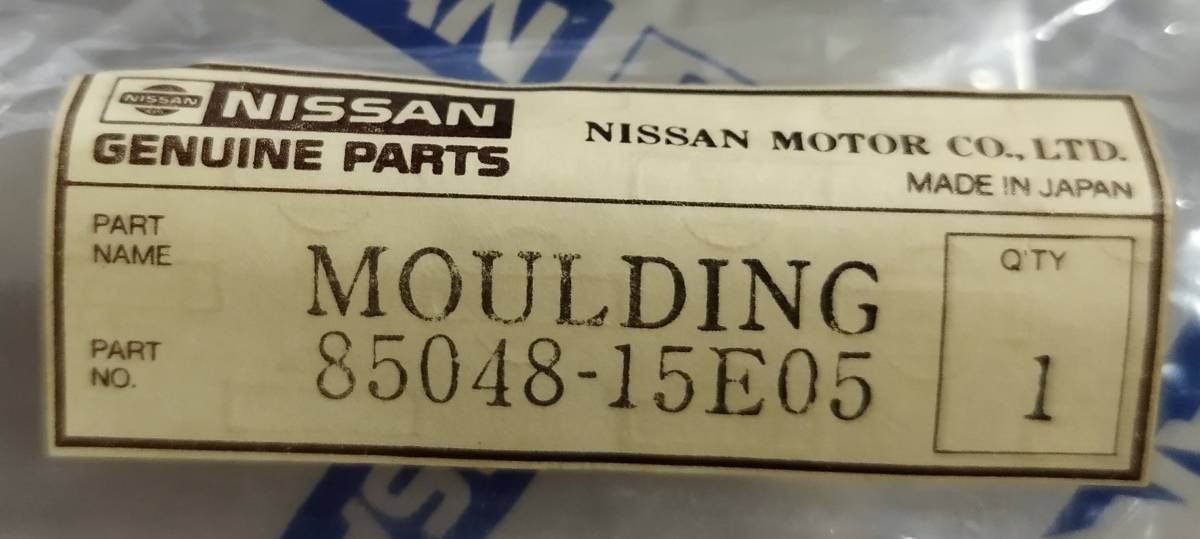 NISSAN
NISSAN
GENUINE PARTS
NISSAN MOTOR CO., LTD.
MADE IN JAPAN
PART
NAME
MOULDING
PART
NO.
85048-15E05
Q'TY
1